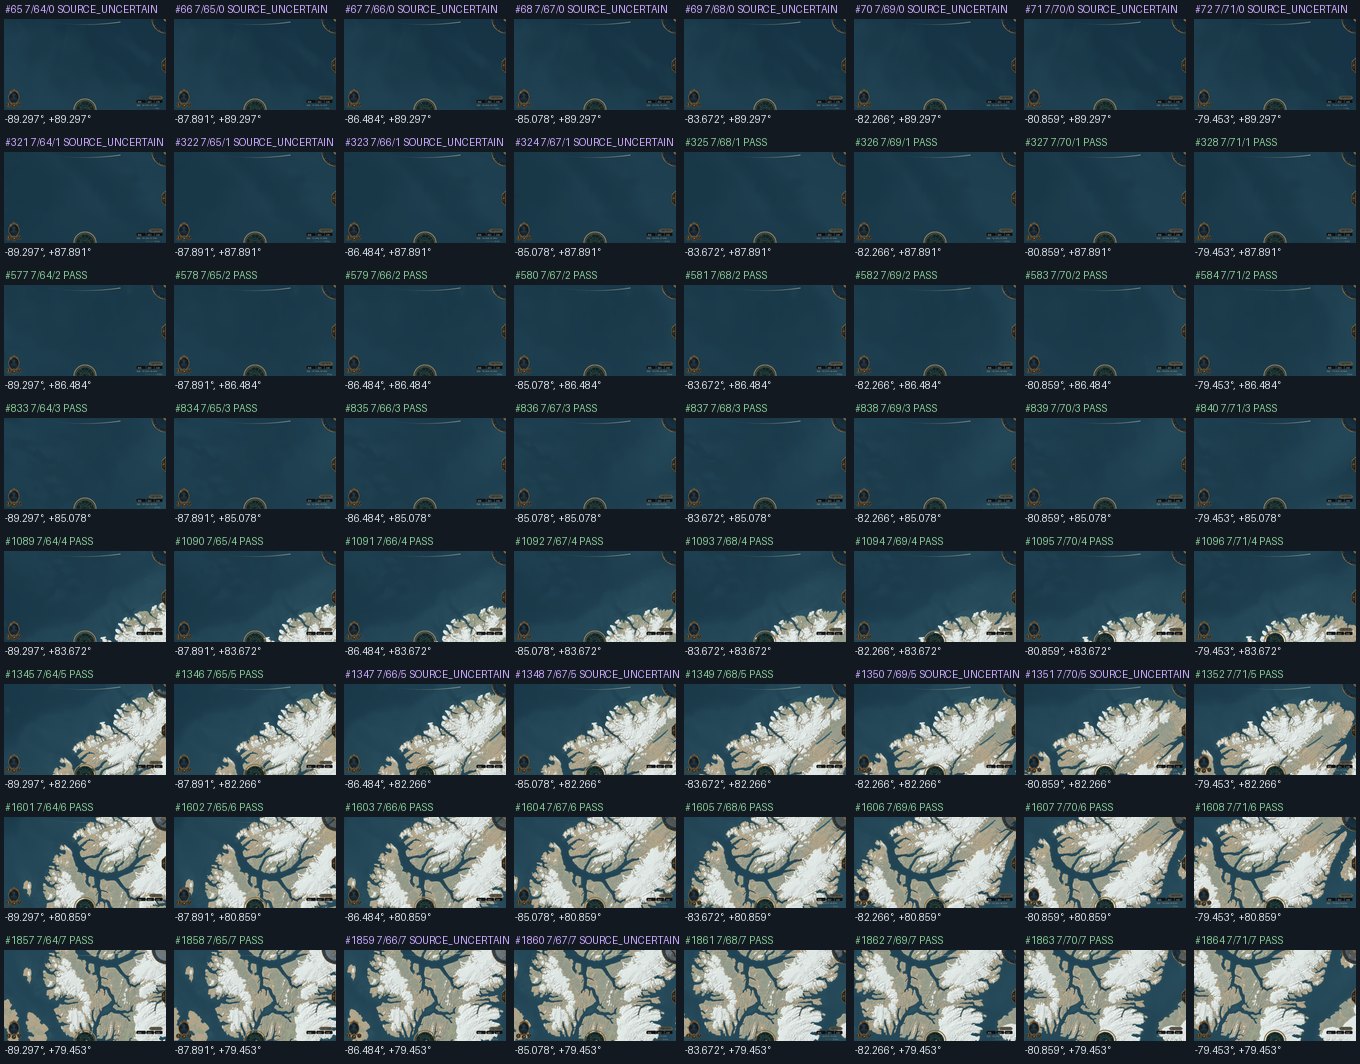 #65 7/64/0 SOURCE_UNCERTAIN
#66 7/65/0 SOURCE_UNCERTAIN
#67 7/66/0 SOURCE_UNCERTAIN
#68 7/67/0 SOURCE_UNCERTAIN
#69 7/68/0 SOURCE_UNCERTAIN
#70 7/69/0 SOURCE_UNCERTAIN
#71 7/70/0 SOURCE_UNCERTAIN
#72 7/71/0 SOURCE_UNCERTAIN
-89.297°, +89.297°
-87.891°, +89.297°
-86.484°, +89.297°
-85.078°, +89.297°
-83.672°, +89.297°
-82.266°, +89.297°
-80.859°, +89.297°
-79.453°, +89.297°
#321 7/64/1 SOURCE_UNCERTAIN
#322 7/65/1 SOURCE_UNCERTAIN
#323 7/66/1 SOURCE_UNCERTAIN
#324 7/67/1 SOURCE_UNCERTAIN
#325 7/68/1 PASS
#326 7/69/1 PASS
#327 7/70/1 PASS
#328 7/71/1 PASS
-89.297°, +87.891°
-87.891°, +87.891°
-86.484°, +87.891°
-85.078°, +87.891°
-83.672°, +87.891°
-82.266°, +87.891°
-80.859°, +87.891°
-79.453°, +87.891°
#577 7/64/2 PASS
#578 7/65/2 PASS
#579 7/66/2 PASS
#580 7/67/2 PASS
#581 7/68/2 PASS
#582 7/69/2 PASS
#583 7/70/2 PASS
#584 7/71/2 PASS
-89.297°, +86.484°
-87.891°, +86.484°
-86.484°, +86.484°
-85.078°, +86.484°
-83.672°, +86.484°
-82.266°, +86.484°
-80.859°, +86.484°
-79.453°, +86.484°
#833 7/64/3 PASS
#834 7/65/3 PASS
#835 7/66/3 PASS
#836 7/67/3 PASS
#837 7/68/3 PASS
#838 7/69/3 PASS
#839 7/70/3 PASS
#840 7/71/3 PASS
-89.297°, +85.078°
-87.891°, +85.078°
-86.484°, +85.078°
-85.078°, +85.078°
-83.672°, +85.078°
-82.266°, +85.078°
-80.859°, +85.078°
-79.453°, +85.078°
#1089 7/64/4 PASS
#1090 7/65/4 PASS
#1091 7/66/4 PASS
#1092 7/67/4 PASS
#1093 7/68/4 PASS
#1094 7/69/4 PASS
#1095 7/70/4 PASS
#1096 7/71/4 PASS
-89.297°, +83.672°
-87.891°, +83.672°
-86.484°, +83.672°
-85.078°, +83.672°
-83.672°, +83.672°
-82.266°, +83.672°
-80.859°, +83.672°
-79.453°, +83.672°
#1345 7/64/5 PASS
#1346 7/65/5 PASS
#1347 7/66/5 SOURCE_UNCERTAIN
#1348 7/67/5 SOURCE_UNCERTAIN
#1349 7/68/5 PASS
#1350 7/69/5 SOURCE_UNCERTAIN
#1351 7/70/5 SOURCE_UNCERTAIN
#1352 7/71/5 PASS
-89.297°, +82.266°
-87.891°, +82.266°
-86.484°, +82.266°
-85.078°, +82.266°
-83.672°, +82.266°
-82.266°, +82.266°
-80.859°, +82.266°
-79.453°, +82.266°
#1601 7/64/6 PASS
#1602 7/65/6 PASS
#1603 7/66/6 PASS
#1604 7/67/6 PASS
#1605 7/68/6 PASS
#1606 7/69/6 PASS
#1607 7/70/6 PASS
#1608 7/71/6 PASS
-89.297°, +80.859°
-87.891°, +80.859°
-86.484°, +80.859°
-85.078°, +80.859°
-83.672°, +80.859°
-82.266°, +80.859°
-80.859°, +80.859°
-79.453°, +80.859°
#1857 7/64/7 PASS
#1858 7/65/7 PASS
#1859 7/66/7 SOURCE_UNCERTAIN
#1860 7/67/7 SOURCE_UNCERTAIN
#1861 7/68/7 PASS
#1862 7/69/7 PASS
#1863 7/70/7 PASS
#1864 7/71/7 PASS
-89.297°, +79.453°
-87.891°, +79.453°
-86.484°, +79.453°
-85.078°, +79.453°
-83.672°, +79.453°
-82.266°, +79.453°
-80.859°, +79.453°
-79.453°, +79.453°